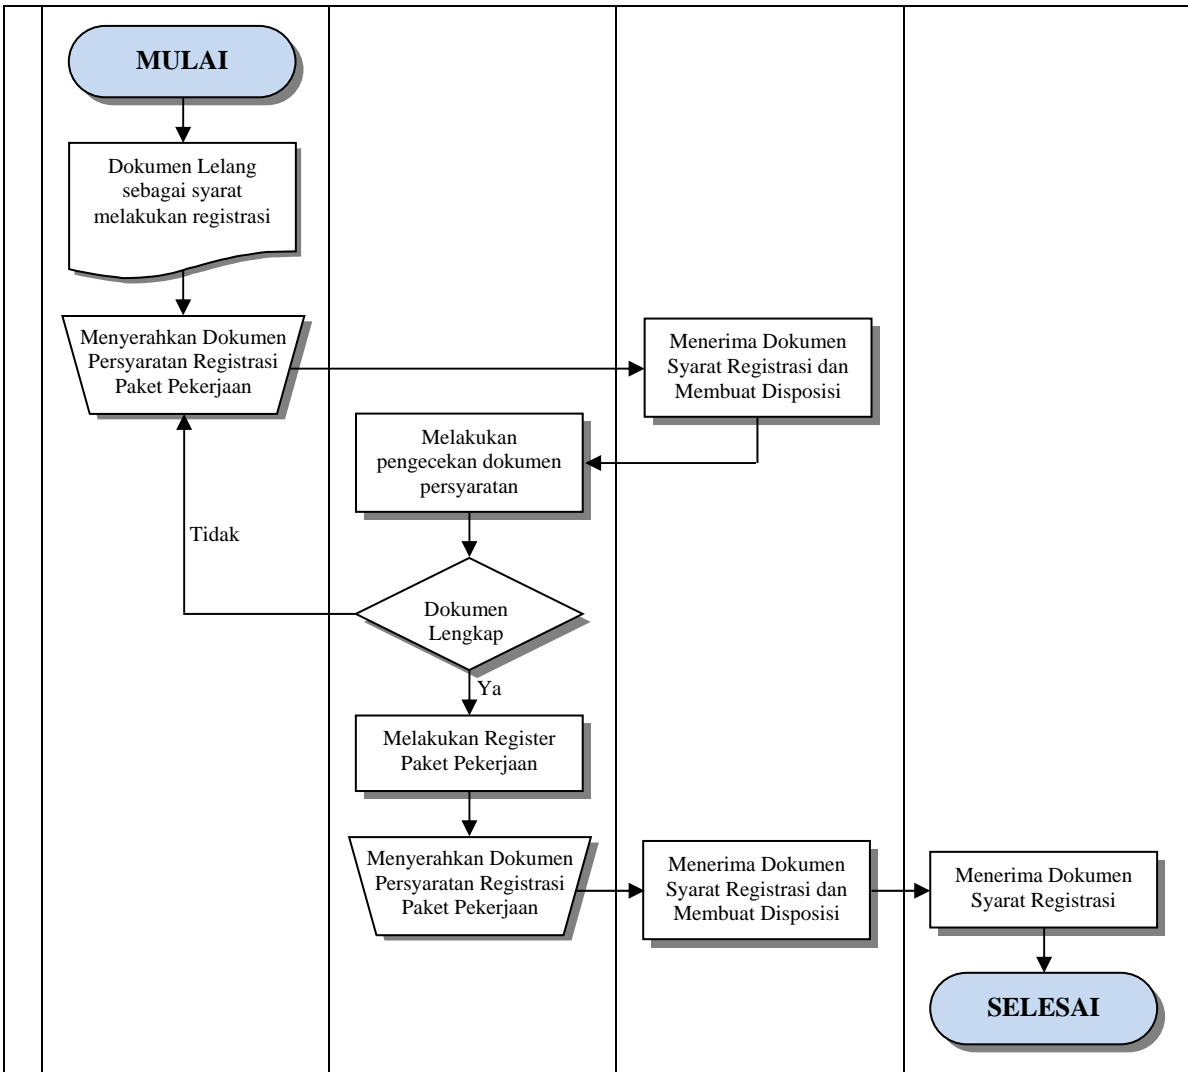 MULAI
Dokumen Lelang
sebagai syarat
melakukan registrasi
Menyerahkan Dokumen
Persyaratan Registrasi
Paket Pekerjaan
Menerima Dokumen
Syarat Registrasi dan
Membuat Disposisi
Melakukan
pengecekan dokumen
persyaratan
Tidak
Dokumen
Lengkap
Ya
Melakukan Register
Paket Pekerjaan
Menyerahkan Dokumen
Persyaratan Registrasi
Paket Pekerjaan
Menerima Dokumen
Syarat Registrasi dan
Membuat Disposisi
Menerima Dokumen
Syarat Registrasi
SELESAI